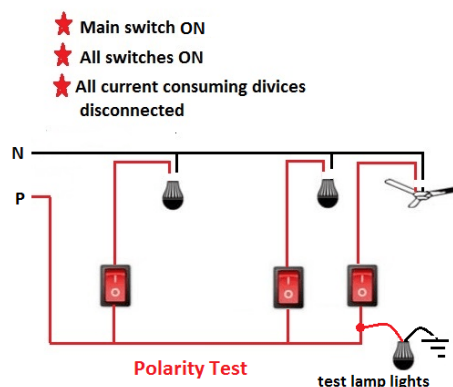 Main switch ON
All switches ON
All current consuming divices
disconnected
N
P
Polarity Test
test lamp lights